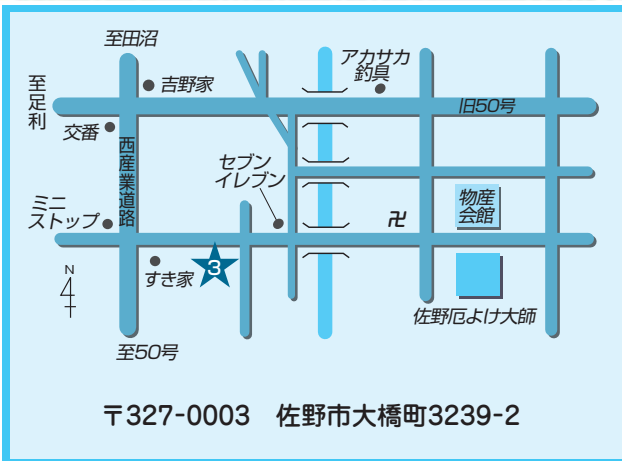 至田沼
アカサカ
釣具
至足利
吉野家
旧50号
交番
西産業道路
セブン
イレブン
ミニ
ストップ
卍
物産
会館
N
4
すき家
3
佐野厄よけ大師
至50号
〒327-0003 佐野市大橋町3239-2